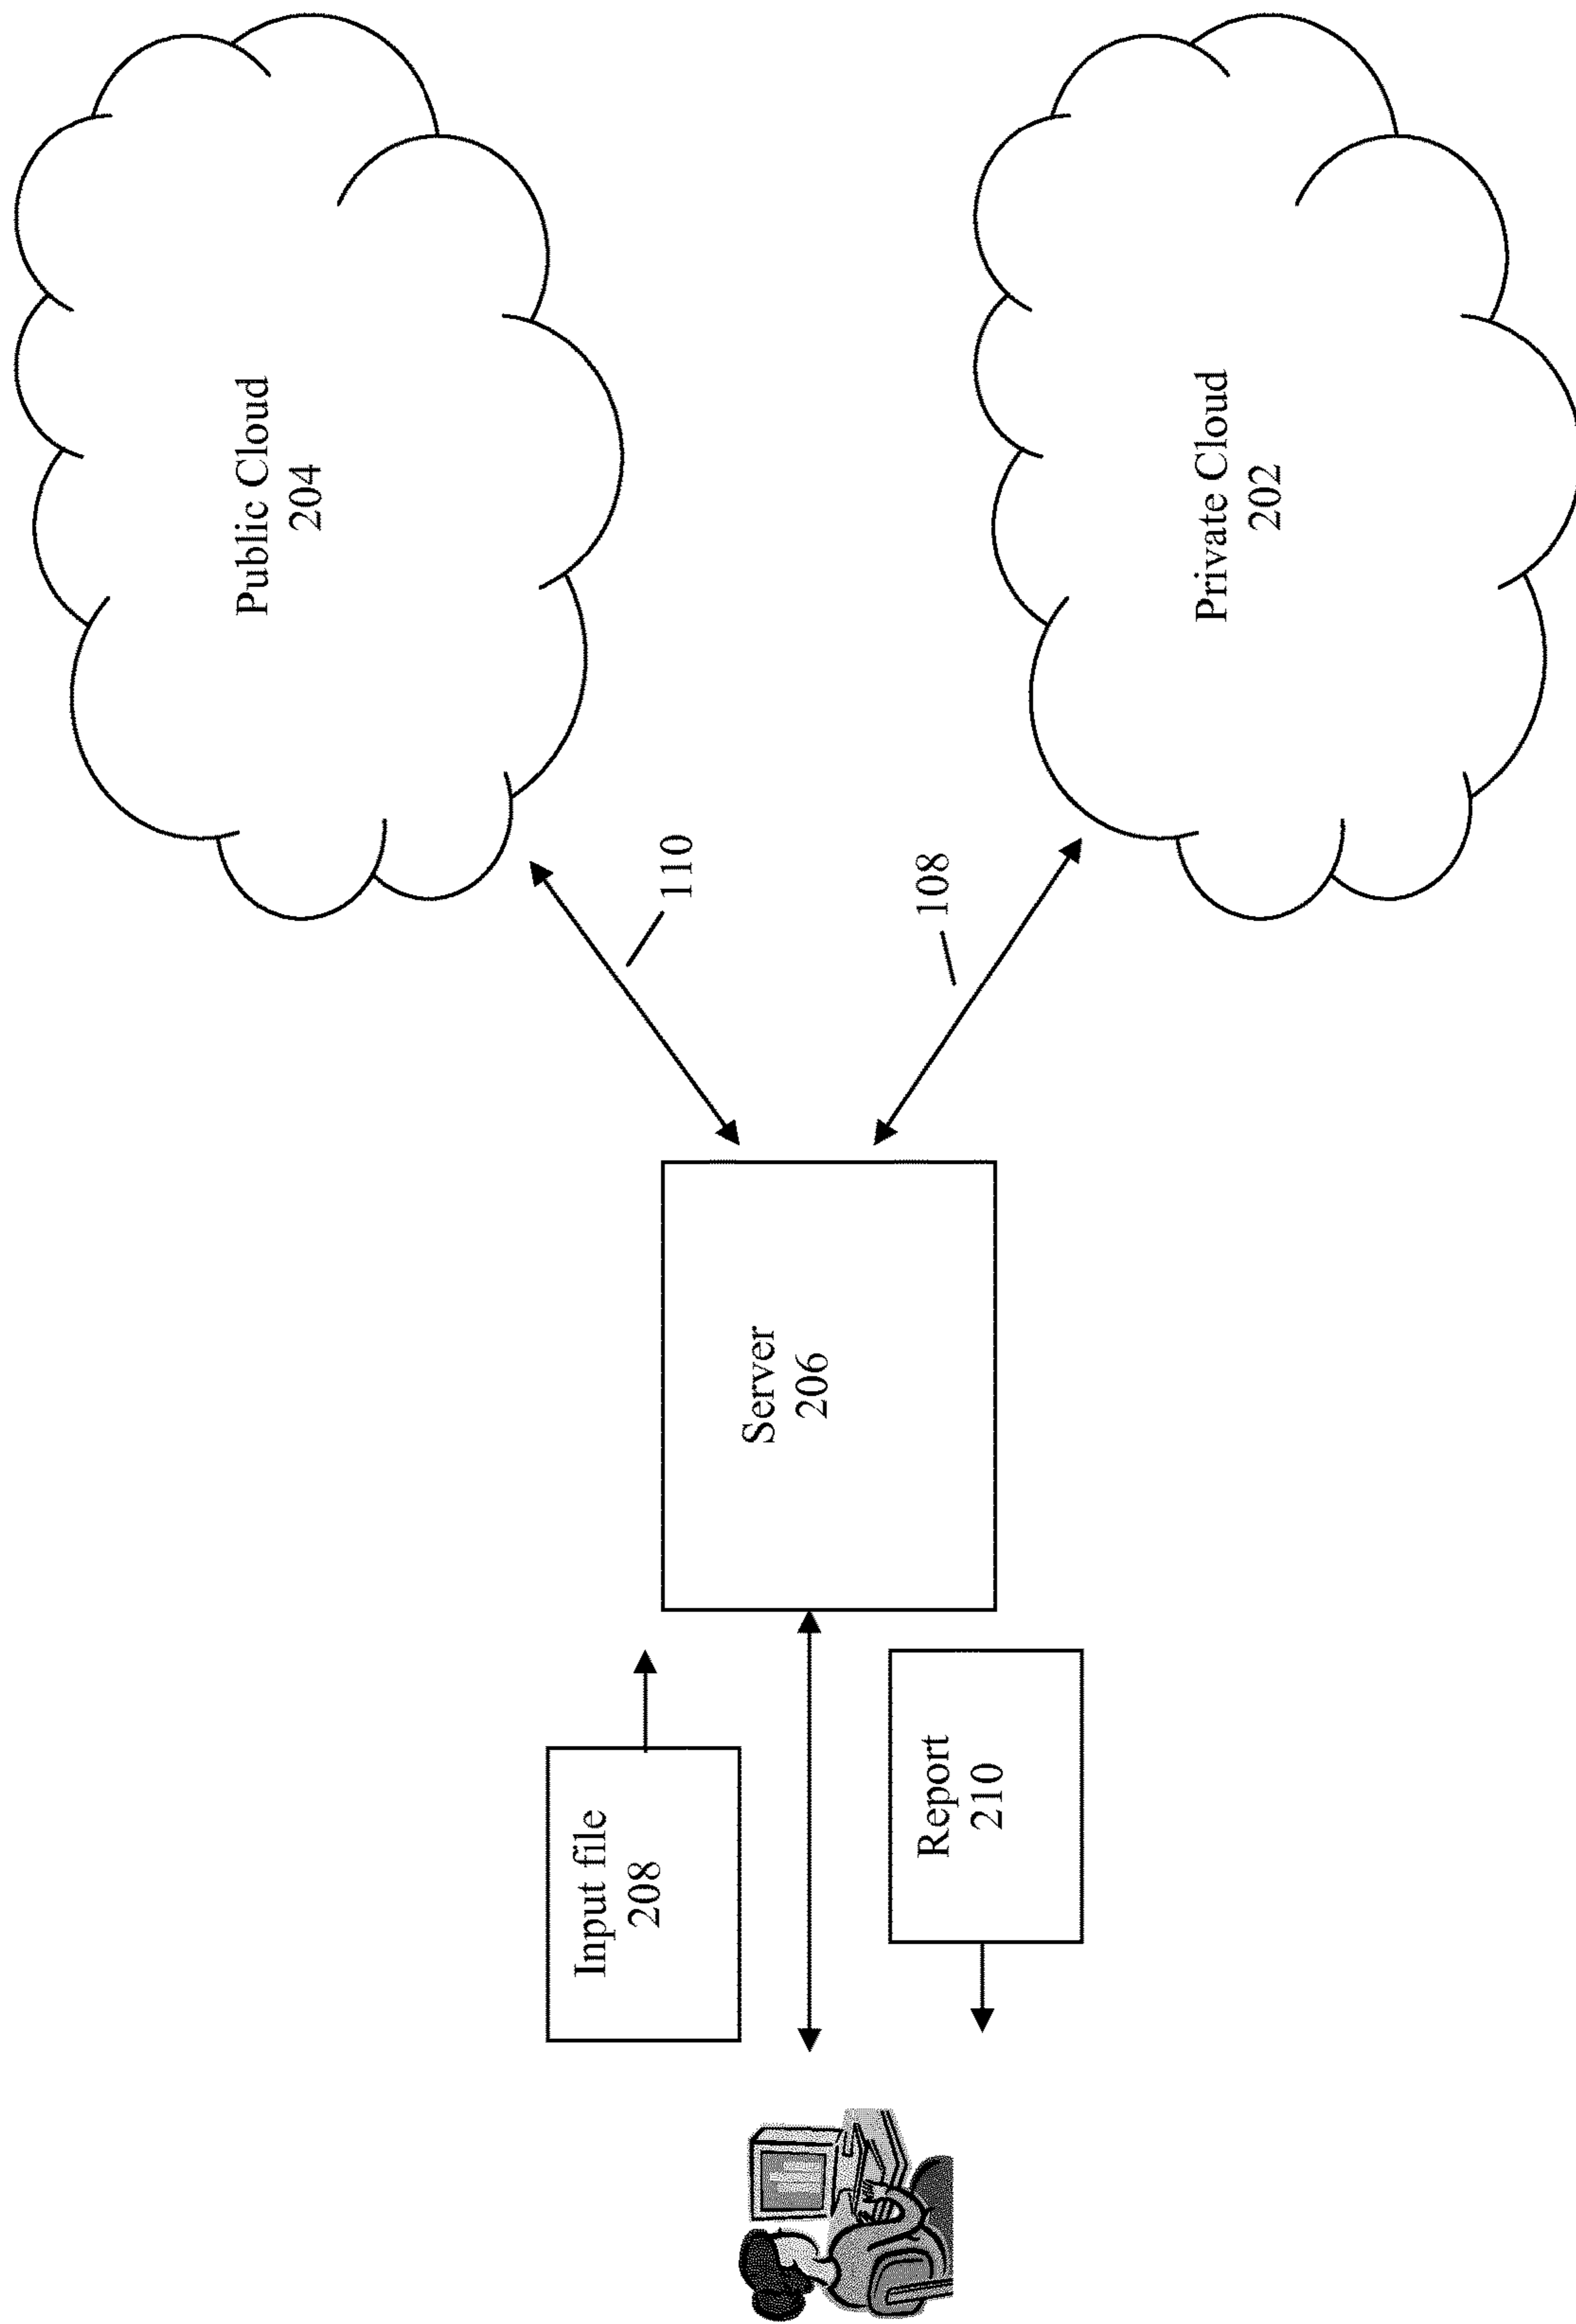 Public Cloud
204
110
Input file
208
Server
206
108
Report
210
Private Cloud
202